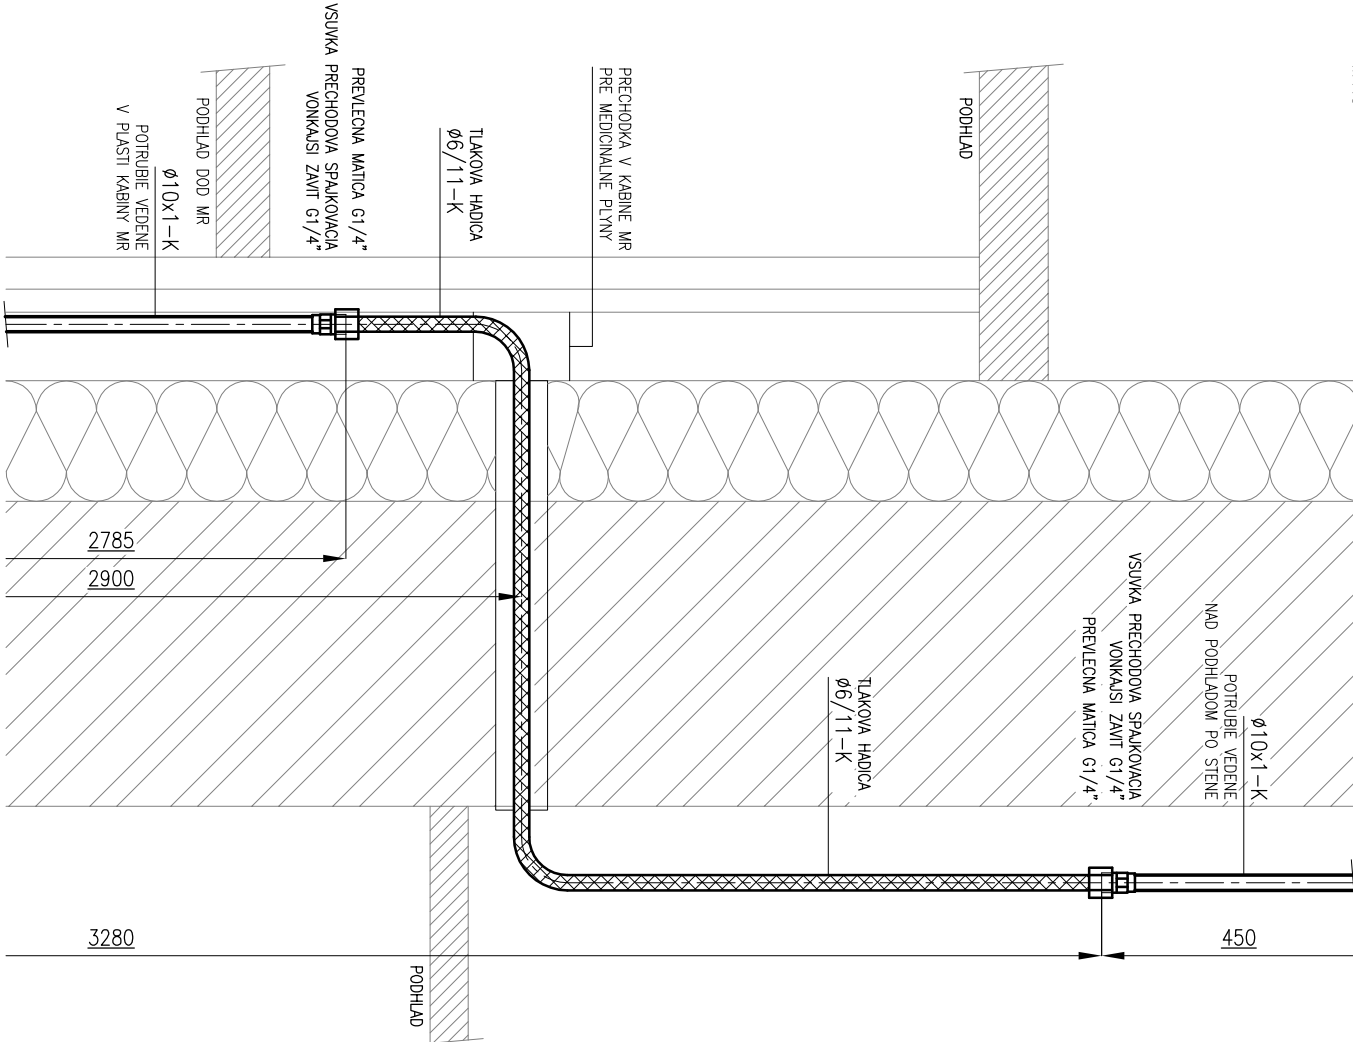 VSUVKA PRECHODOVA SPAJKOVACIA
VONKAJSI ZAVIT G1/4"
PREVLECNA MATICA G1/4"
PODHLAD DOD MR
Ø10x1-K
POTRUBIE VEDENE
V PLASTI KABINY MR
TLAKOVA HADICA
Ø6/11-K
PRECHODKA V KABINE MR
PRE MEDICINALNE PLYNY
PODHLAD
2785
2900
VSUVKA PRECHODOVA SPAJKOVACIA
VONKAJSI ZAVIT G1/4"
PREVLECNA MATICA G1/4"
Ø10x1-K
POTRUBIE VEDENE
NAD PODHLADOM PO STENE
TLAKOVA HADICA
Ø6/11-K
3280
450
PODHLAD